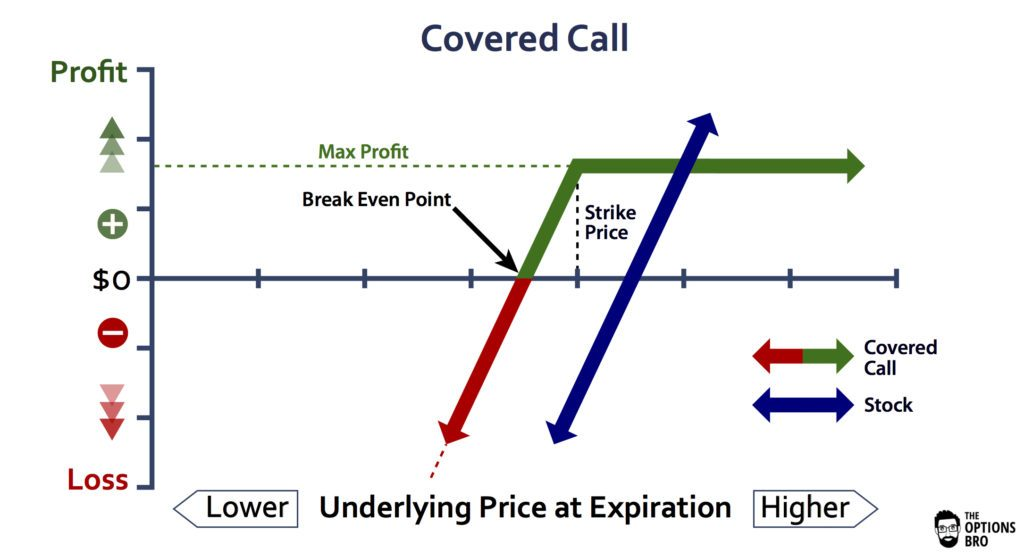 Covered Call
Profit
Max Profit
Break Even Point
Strike
Price
$0
Covered
Call
Stock
Loss
Lower
Underlying Price at Expiration
Higher
THE
OPTIONS
BRO